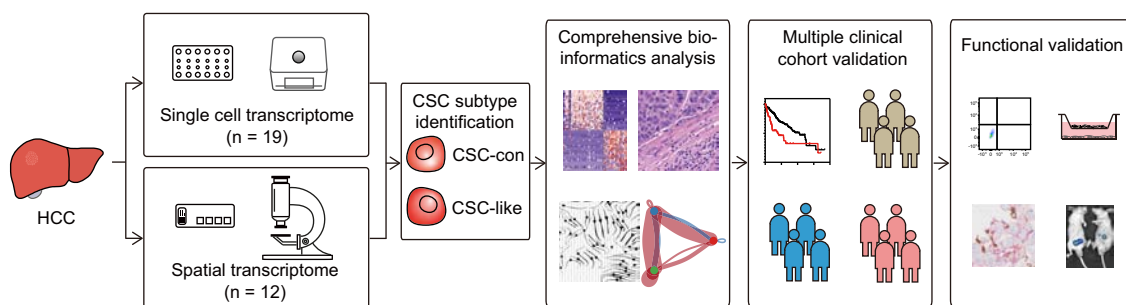 HCC
Single cell transcriptome
(n = 19)
Spatial transcriptome
(n = 12)
CSC subtype
identification
CSC-con
CSC-like
Comprehensive bio-
informatics analysis
Multiple clinical
cohort validation
Functional validation